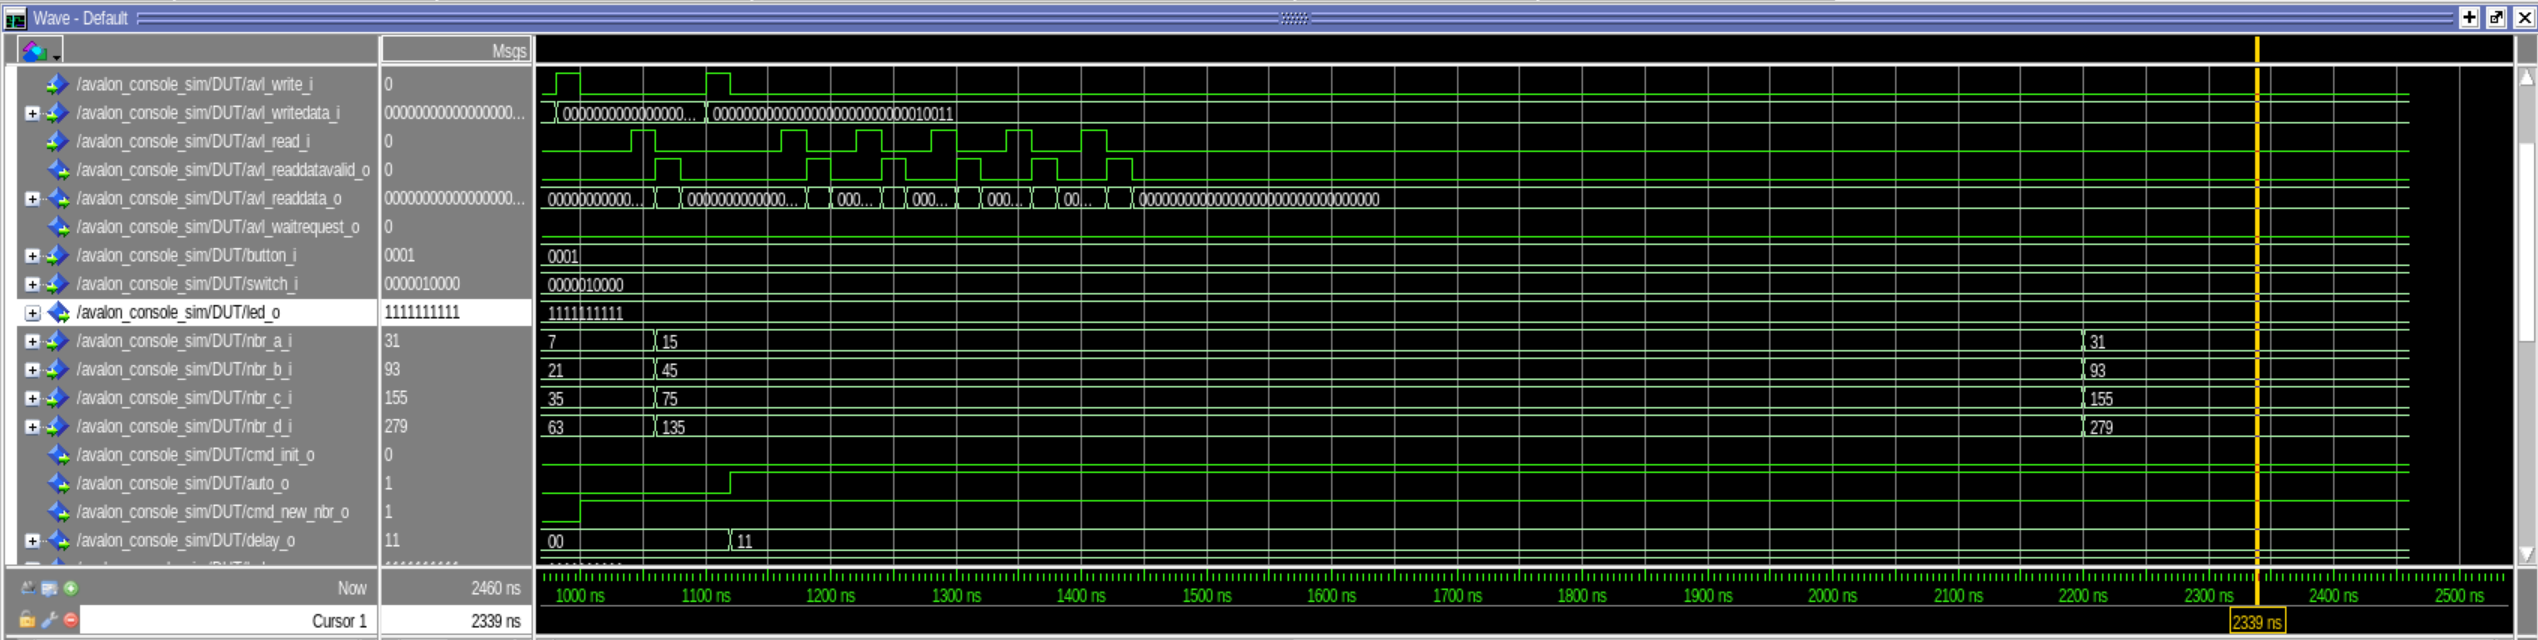 Wave - Default
Msgs
/avalon_console_sim/DUT/avl_write_i 0
/avalon_console_sim/DUT/avl_writedata_i 00000000000000000... 0000000000000000... 00000000000000000000000000010011
/avalon_console_sim/DUT/avl_read_i 0
/avalon_console_sim/DUT/avl_readdatavalid_o 0
/avalon_console_sim/DUT/avl_readdata_o 00000000000000000... 00000000000... 0000000000000... 000... 000... 000... 00... 00000000000000000000000000000000
/avalon_console_sim/DUT/avl_waitrequest_o 0
/avalon_console_sim/DUT/button_i 0001 0001
/avalon_console_sim/DUT/switch_i 0000010000 0000010000
/avalon_console_sim/DUT/led_o 1111111111 1111111111
/avalon_console_sim/DUT/nbr_a_i 31 7 15 31
/avalon_console_sim/DUT/nbr_b_i 93 21 45 93
/avalon_console_sim/DUT/nbr_c_i 155 35 75 155
/avalon_console_sim/DUT/nbr_d_i 279 63 135 279
/avalon_console_sim/DUT/cmd_init_o 0
/avalon_console_sim/DUT/auto_o 1
/avalon_console_sim/DUT/cmd_new_nbr_o 1
/avalon_console_sim/DUT/delay_o 11 00 11
Now 2460 ns 1000 ns 1100 ns 1200 ns 1300 ns 1400 ns 1500 ns 1600 ns 1700 ns 1800 ns 1900 ns 2000 ns 2100 ns 2200 ns 2300 ns 2400 ns 2500 ns
Cursor 1 2339 ns 2339 ns